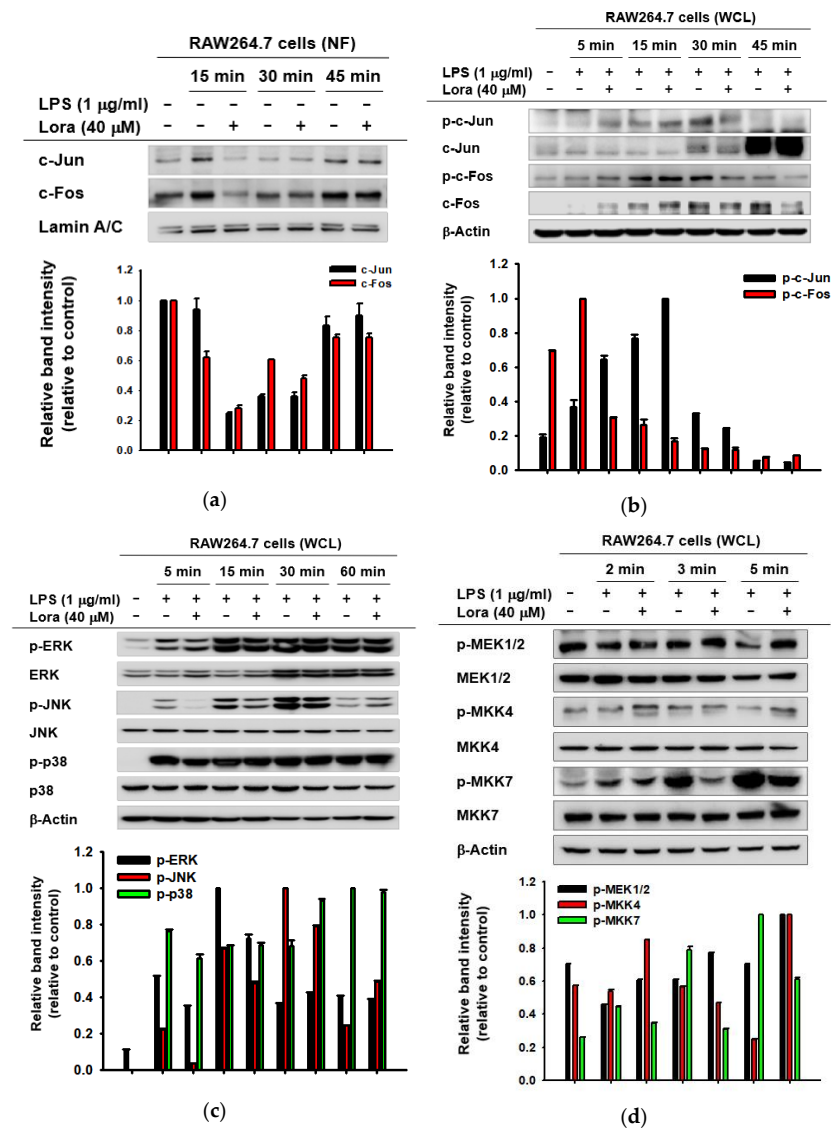 RAW264.7 cells (NF)
15 min 30 min 45 min
LPS (1 μg/ml) – – – – – – –
Lora (40 μM) – – + – + – +
c-Jun
c-Fos
Lamin A/C
Relative band intensity
(relative to control)
1.2
1.0
0.8
0.6
0.4
0.2
0.0
c-Jun
c-Fos
(a)
RAW264.7 cells (WCL)
5 min 15 min 30 min 45 min
LPS (1 μg/ml) – + + + + + + + +
Lora (40 μM) – – + – + – + – +
p-c-Jun
c-Jun
p-c-Fos
c-Fos
β-Actin
Relative band intensity
(relative to control)
1.2
1.0
0.8
0.6
0.4
0.2
0.0
p-c-Jun
p-c-Fos
(b)
RAW264.7 cells (WCL)
5 min 15 min 30 min 60 min
LPS (1 μg/ml) – + + + + + + + +
Lora (40 μM) – – + – + – + – +
p-ERK
ERK
p-JNK
JNK
p-p38
p38
β-Actin
Relative band intensity
(relative to control)
1.2
1.0
0.8
0.6
0.4
0.2
0.0
p-ERK
p-JNK
p-p38
(c)
RAW264.7 cells (WCL)
2 min 3 min 5 min
LPS (1 μg/ml) – + + + + + +
Lora (40 μM) – – + – + – +
p-MEK1/2
MEK1/2
p-MKK4
MKK4
p-MKK7
MKK7
β-Actin
Relative band intensity
(relative to control)
1.2
1.0
0.8
0.6
0.4
0.2
0.0
p-MEK1/2
p-MKK4
p-MKK7
(d)